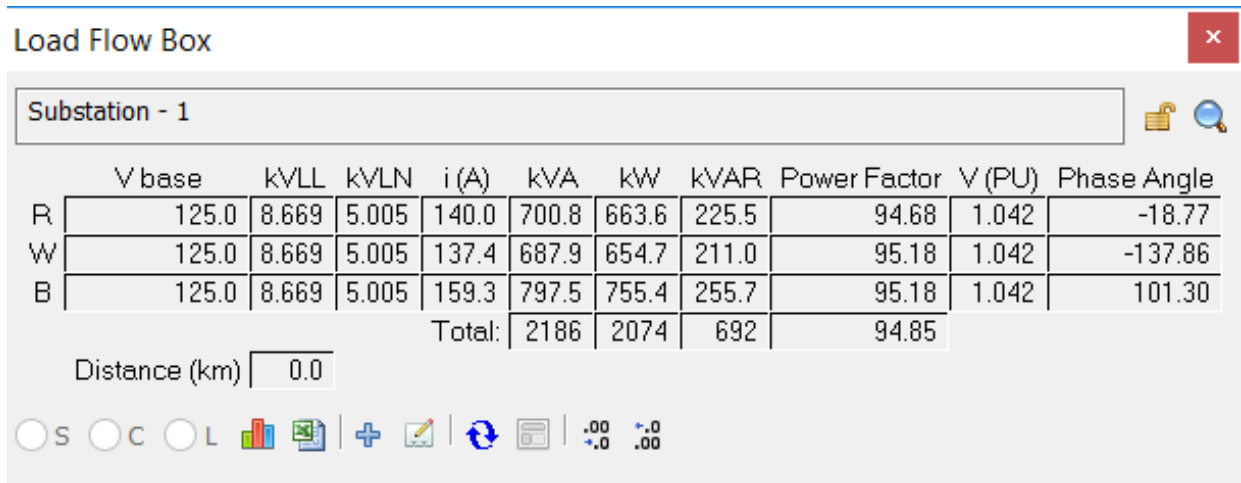 Load Flow Box
Substation - 1
V base kVLL kVLN i (A) kVA kW kVAR Power Factor V (PU) Phase Angle
R 125.0 8.669 5.005 140.0 700.8 663.6 225.5 94.68 1.042 -18.77
W 125.0 8.669 5.005 137.4 687.9 654.7 211.0 95.18 1.042 -137.86
B 125.0 8.669 5.005 159.3 797.5 755.4 255.7 95.18 1.042 101.30
Total: 2186 2074 692 94.85
Distance (km) 0.0
S C L .00 .0 .0 .00